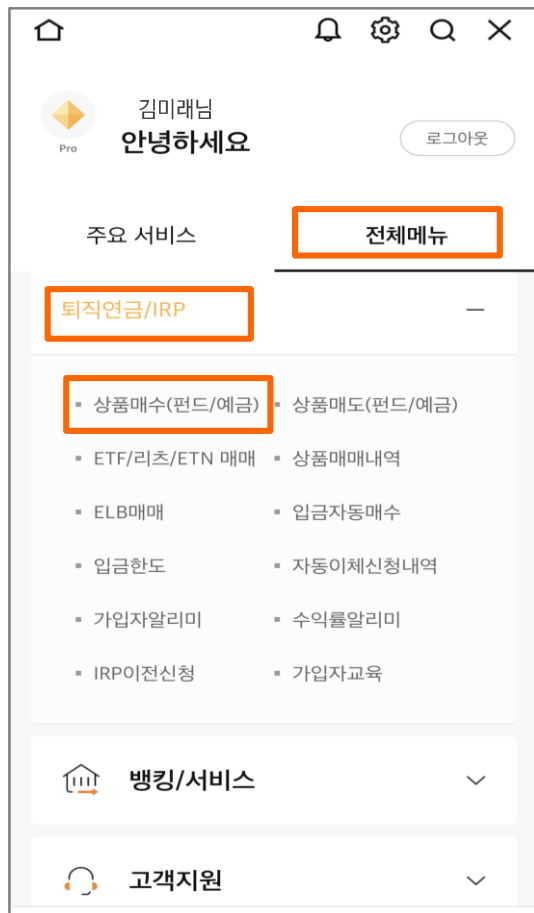 김미래님
Pro
안녕하세요
로그아웃
주요 서비스
전체메뉴
퇴직연금/IRP
상품매수(펀드/예금)
상품매도(펀드/예금)
ETF/리츠/ETN 매매
상품매매내역
ELB매매
입금자동매수
입금한도
자동이체신청내역
가입자알리미
수익률알리미
IRP이전신청
가입자교육
뱅킹/서비스
고객지원